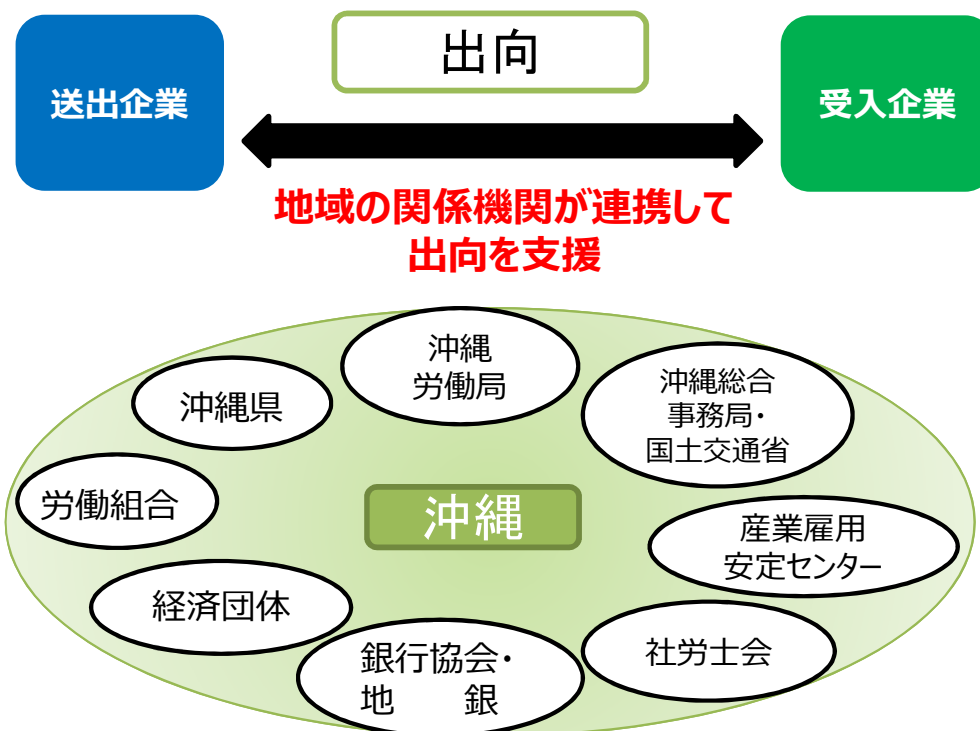 出向
送出企業
受入企業
地域の関係機関が連携して
出向を支援
沖縄
労働局
沖縄県
沖縄総合
事務局・
国土交通省
労働組合
沖縄
産業雇用
安定センター
経済団体
社労士会
銀行協会・
地　　銀